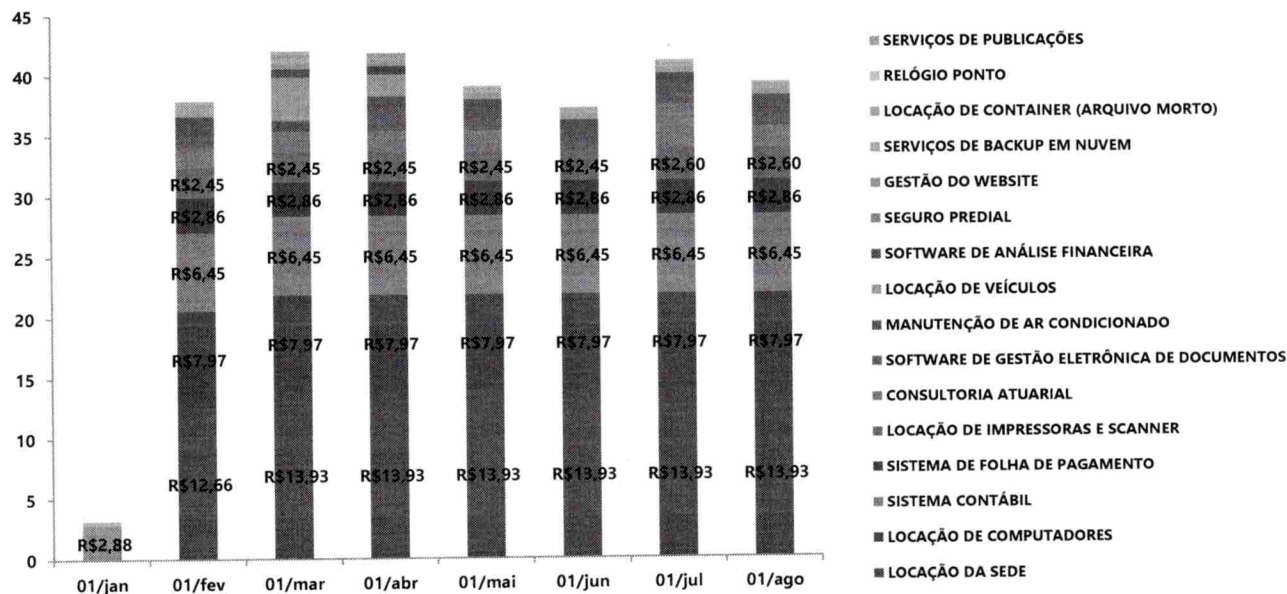 45
40
35
30
25
20
15
10
5
0
R$2,88
R$2,45
R$2,86
R$6,45
R$7,97
R$12,66
R$2,45
R$2,86
R$6,45
R$7,97
R$13,93
R$2,45
R$2,86
R$6,45
R$7,97
R$13,93
R$2,45
R$2,86
R$6,45
R$7,97
R$13,93
R$2,45
R$2,86
R$6,45
R$7,97
R$13,93
R$2,60
R$2,86
R$6,45
R$7,97
R$13,93
R$2,60
R$2,86
R$6,45
R$7,97
R$13,93
01/jan 01/fev 01/mar 01/abr 01/mai 01/jun 01/jul 01/ago
SERVIÇOS DE PUBLICAÇÕES
RELÓGIO PONTO
LOCAÇÃO DE CONTAINER (ARQUIVO MORTO)
SERVIÇOS DE BACKUP EM NUVEM
GESTÃO DO WEBSITE
SEGURO PREDIAL
SOFTWARE DE ANÁLISE FINANCEIRA
LOCAÇÃO DE VEÍCULOS
MANUTENÇÃO DE AR CONDICIONADO
SOFTWARE DE GESTÃO ELETRÔNICA DE DOCUMENTOS
CONSULTORIA ATUARIAL
LOCAÇÃO DE IMPRESSORAS E SCANNER
SISTEMA DE FOLHA DE PAGAMENTO
SISTEMA CONTÁBIL
LOCAÇÃO DE COMPUTADORES
LOCAÇÃO DA SEDE